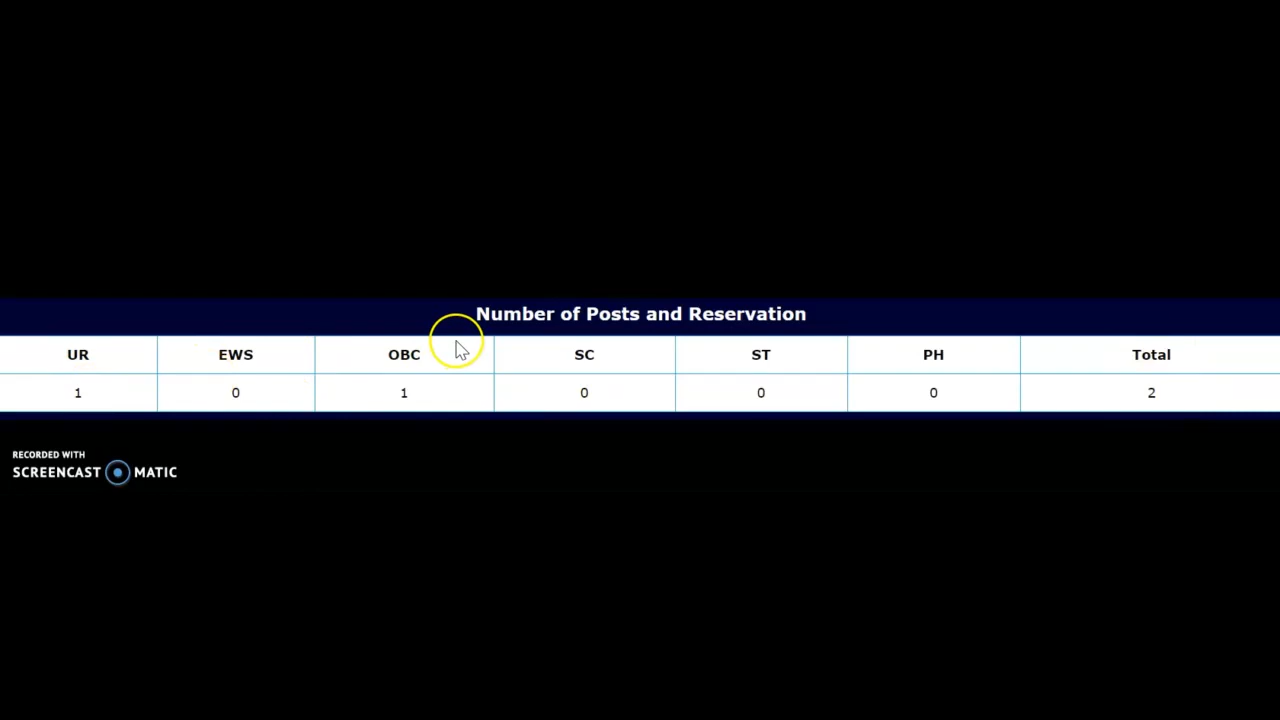 Number of Posts and Reservation
UR EWS OBC SC ST PH Total
1 0 1 0 0 0 2
RECORDED WITH
SCREENCAST MATIC